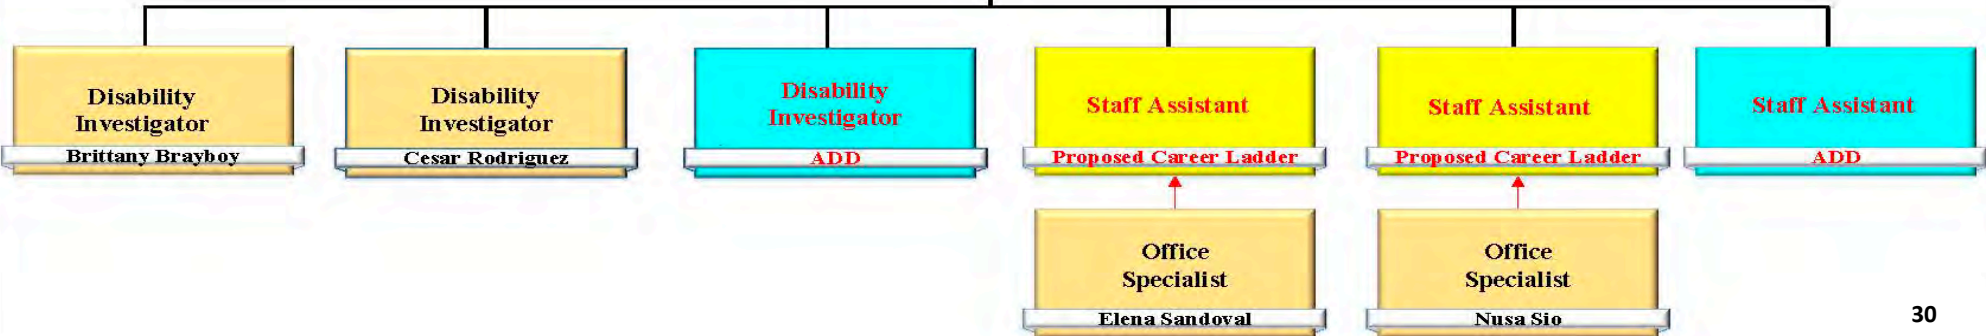 Disability
Investigator
Brittany Brayboy
Disability
Investigator
Cesar Rodriguez
Disability
Investigator
ADD
Staff Assistant
Proposed Career Ladder
Staff Assistant
Proposed Career Ladder
Staff Assistant
ADD
Office
Specialist
Elena Sandoval
Office
Specialist
Nusa Sio
30